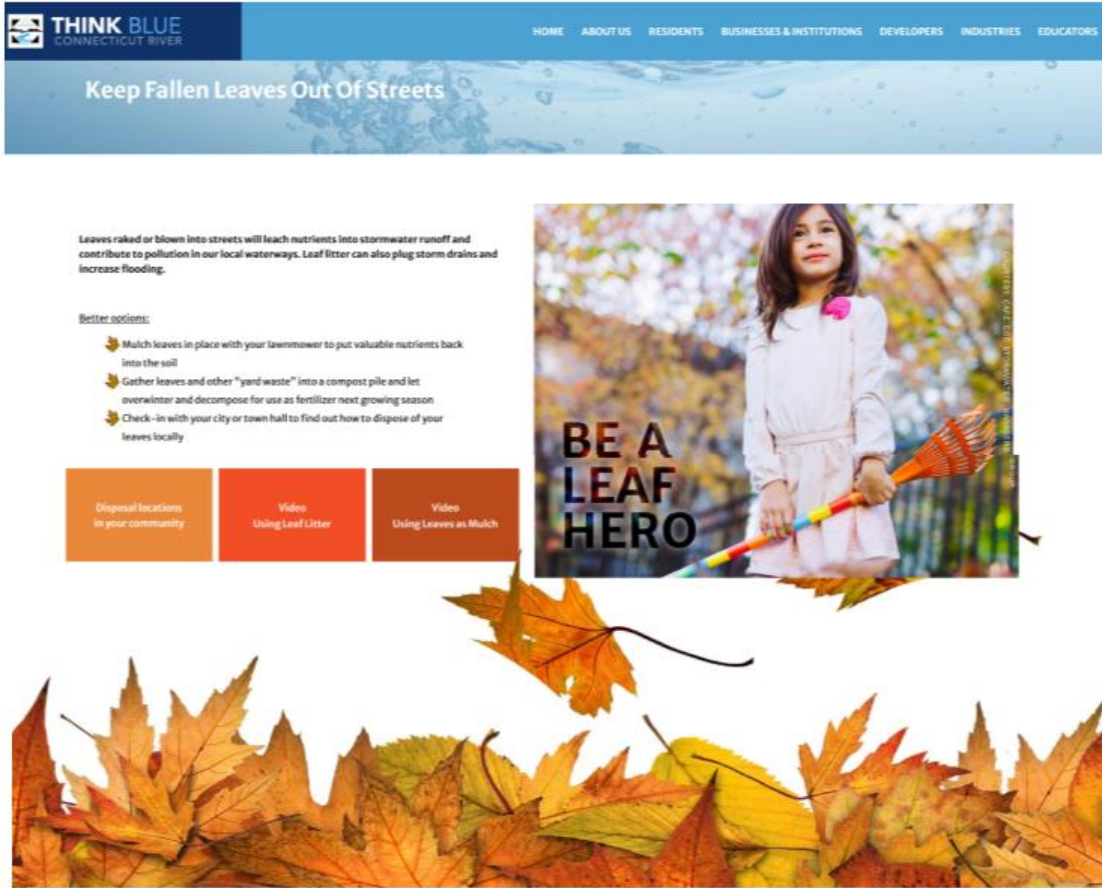 THINK BLUE
CONNECTICUT RIVER
HOME ABOUT US RESIDENTS BUSINESSES & INSTITUTIONS DEVELOPERS INDUSTRIES EDUCATORS
Keep Fallen Leaves Out Of Streets
Leaves raked or blown into streets will leach nutrients into stormwater runoff and
contribute to pollution in our local waterways. Leaf litter can also plug storm drains and
increase flooding.
Better options:
Mulch leaves in place with your lawnmower to put valuable nutrients back
into the soil
Gather leaves and other "yard waste" into a compost pile and let
overwinter and decompose for use as fertilizer next growing season
Check-in with your city or town hall to find out how to dispose of your
leaves locally
Disposal locations
in your community
Video
Using Leaf Litter
Video
Using Leaves as Mulch
BE A
LEAF
HERO
COURTESY CAPE COD